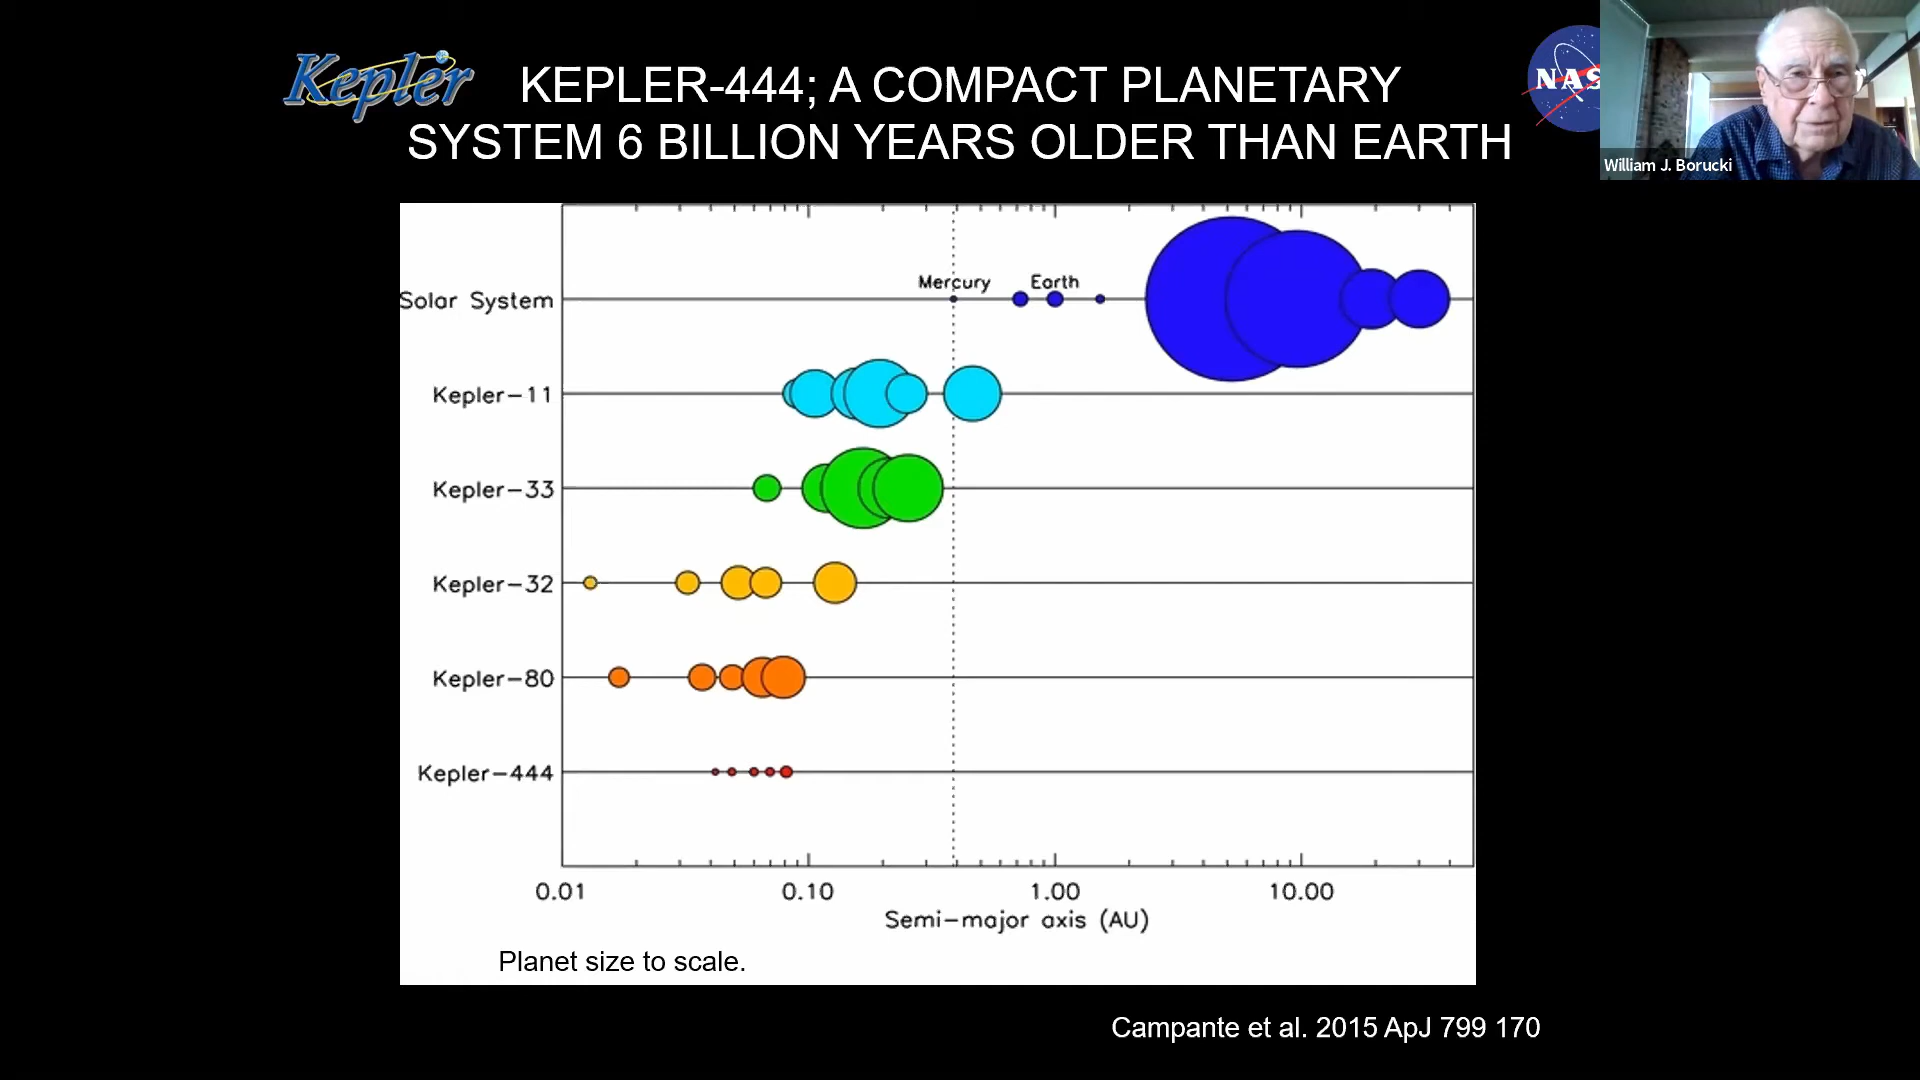 Kepler
KEPLER-444; A COMPACT PLANETARY
SYSTEM 6 BILLION YEARS OLDER THAN EARTH
NAS
William J. Borucki
Mercury
Earth
Solar System
Kepler-11
Kepler-33
Kepler-32
Kepler-80
Kepler-444
0.01 0.10 1.00 10.00
Semi-major axis (AU)
Planet size to scale.
Campante et al. 2015 ApJ 799 170